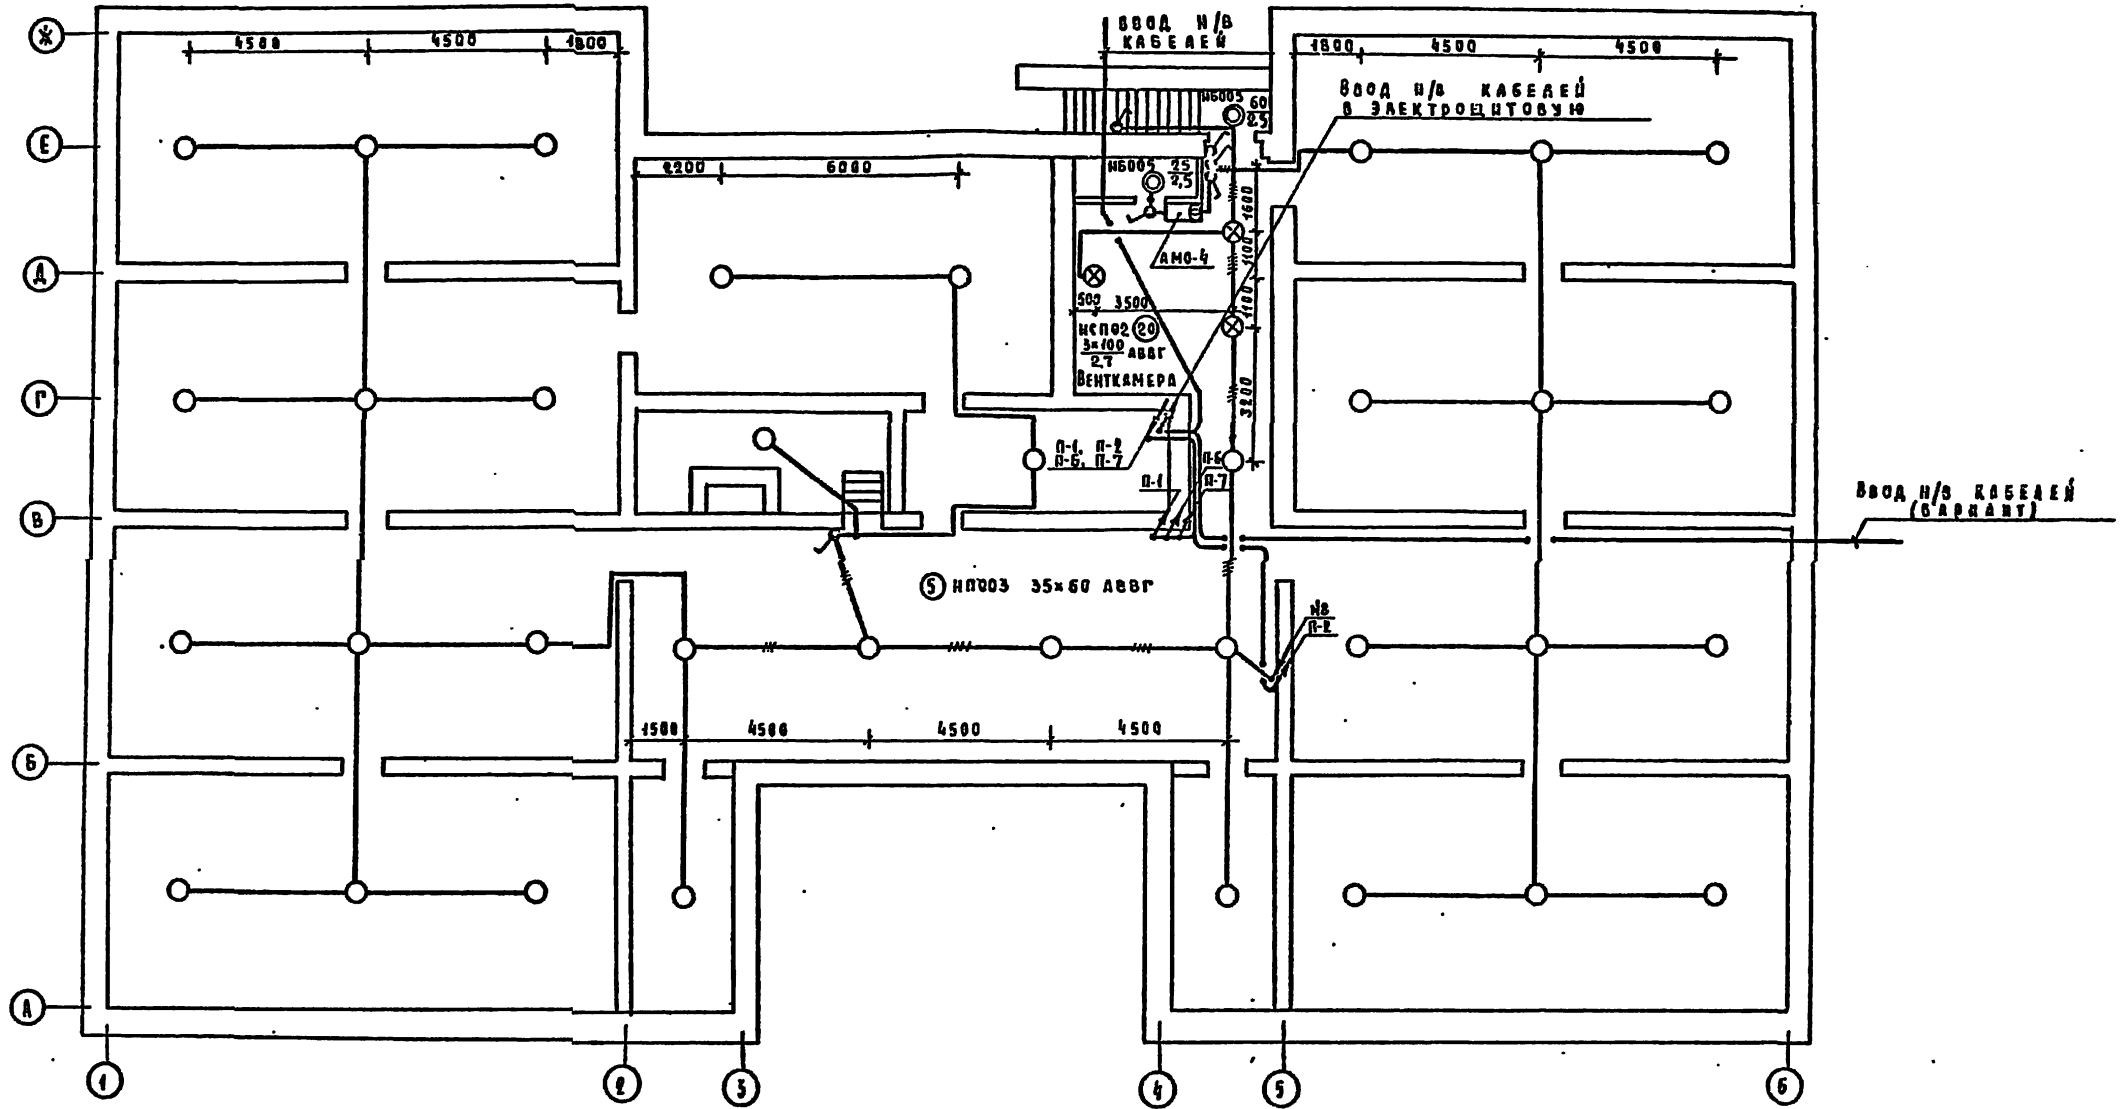 Ж
4500 4500 1800
ВВОД Н/В
КАБЕЛЕЙ
1800 4500 4500
ВВОД Н/В КАБЕЛЕЙ
В ЭЛЕКТРОЩИТОВУЮ
НБ005 60
2.5
Е
2200 6000
НБ005 25
2,5
1600
1100
1100
3200
АМО-4
Д
500 3500
НСП02 20
3×100 АВВГ
2,7
ВЕНТКАМЕРА
Г
П-1, П-2
П-6, П-7
П-6
П-7
П-1
В
ВВОД Н/В КАБЕЛЕЙ
(ВАРИАНТ)
5 НП003 35×60 АВВГ
П-2
1500 4500 4500 4500
Б
А
1 2 3 4 5 6